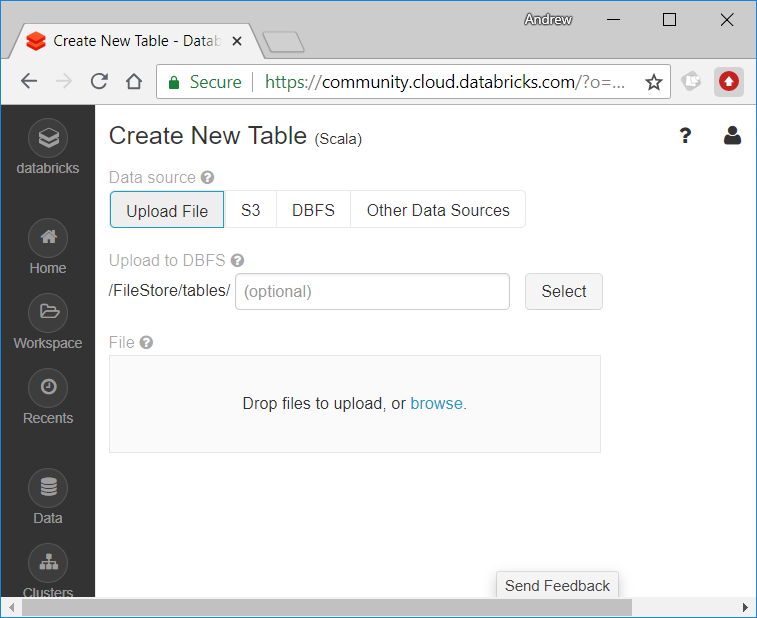 Andrew
Create New Table - Datab
Secure https://community.cloud.databricks.com/?o=...
databricks
Home
Workspace
Recents
Data
Clusters
Create New Table (Scala)
Data source
Upload File S3 DBFS Other Data Sources
Upload to DBFS
/FileStore/tables/ (optional) Select
File
Drop files to upload, or browse.
Send Feedback